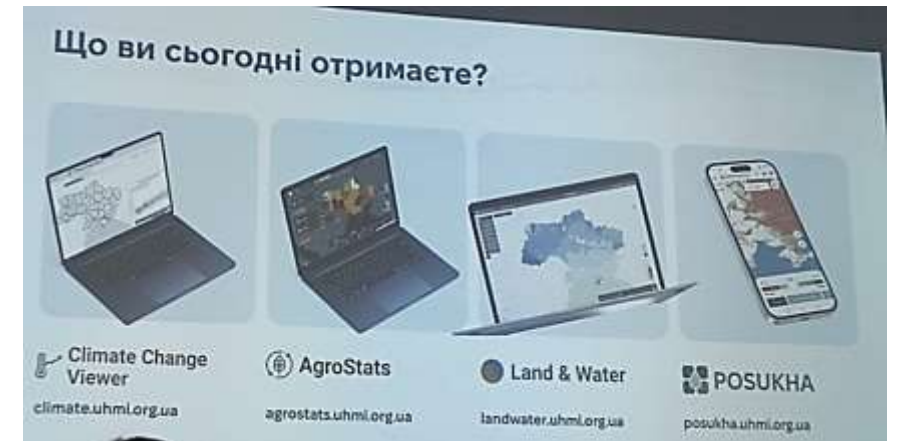 Що ви сьогодні отримаєте?
Climate Change
Viewer
climate.uhmi.org.ua
AgroStats
agrostats.uhmi.org.ua
Land & Water
landwater.uhmi.org.ua
POSUKHA
posukha.uhmi.org.ua